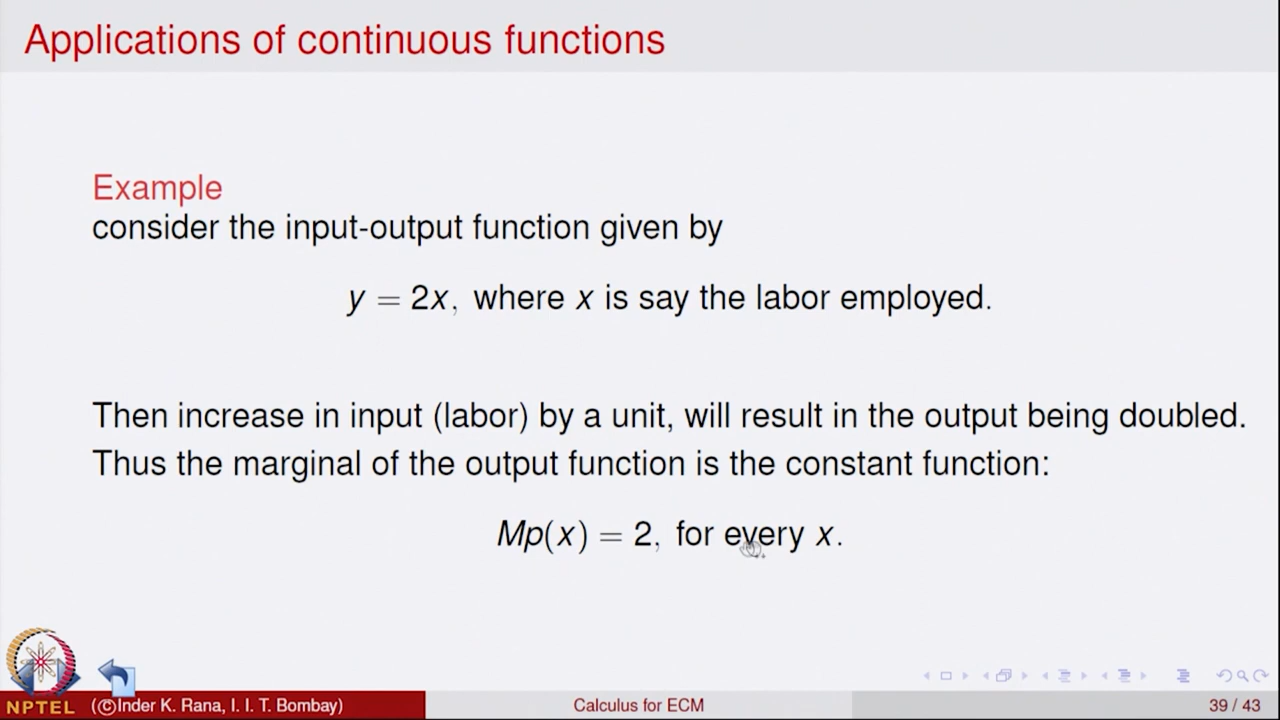 Applications of continuous functions
Example
consider the input-output function given by
y = 2x, where x is say the labor employed.
Then increase in input (labor) by a unit, will result in the output being doubled.
Thus the marginal of the output function is the constant function:
Mp(x) = 2, for every x.
NPTEL
(©Inder K. Rana, I. I. T. Bombay)
Calculus for ECM
39 / 43